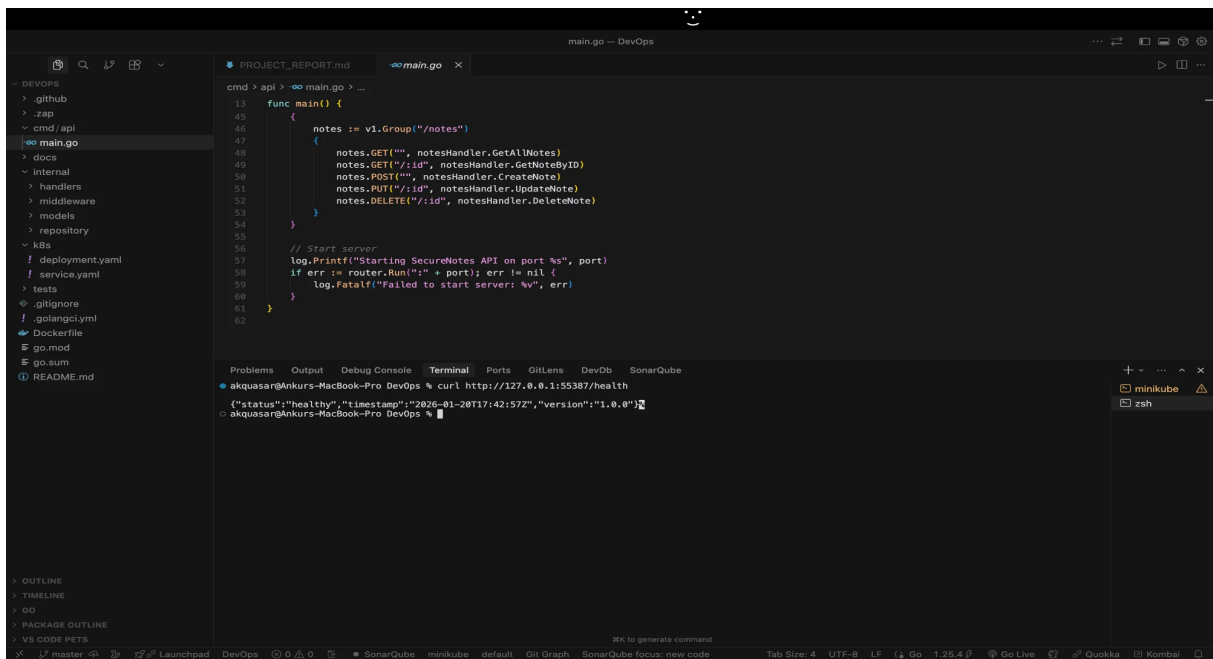 main.go — DevOps
PROJECT_REPORT.md
main.go
cmd > api > main.go > ...
DEVOPS
.github
.zap
cmd/api
main.go
docs
internal
handlers
middleware
models
repository
k8s
! deployment.yaml
! service.yaml
tests
.gitignore
! .golangci.yml
Dockerfile
go.mod
go.sum
README.md
13 func main() {
45 {
46 notes := v1.Group("/notes")
47 {
48 notes.GET("", notesHandler.GetAllNotes)
49 notes.GET("/:id", notesHandler.GetNoteByID)
50 notes.POST("", notesHandler.CreateNote)
51 notes.PUT("/:id", notesHandler.UpdateNote)
52 notes.DELETE("/:id", notesHandler.DeleteNote)
53 }
54 }
55
56 // Start server
57 log.Printf("Starting SecureNotes API on port %s", port)
58 if err := router.Run(":" + port); err != nil {
59 log.Fatalf("Failed to start server: %v", err)
60 }
61 }
62
Problems Output Debug Console Terminal Ports GitLens DevDb SonarQube
akquasar@Ankurs-MacBook-Pro DevOps % curl http://127.0.0.1:55387/health
{"status":"healthy","timestamp":"2026-01-20T17:42:57Z","version":"1.0.0"}%
akquasar@Ankurs-MacBook-Pro DevOps %
minikube
zsh
OUTLINE
TIMELINE
GO
PACKAGE OUTLINE
VS CODE PETS
⌘K to generate command
master Launchpad DevOps 0 0 SonarQube minikube default Git Graph SonarQube focus: new code Tab Size: 4 UTF-8 LF Go 1.25.4 Go Live Quokka Kombai